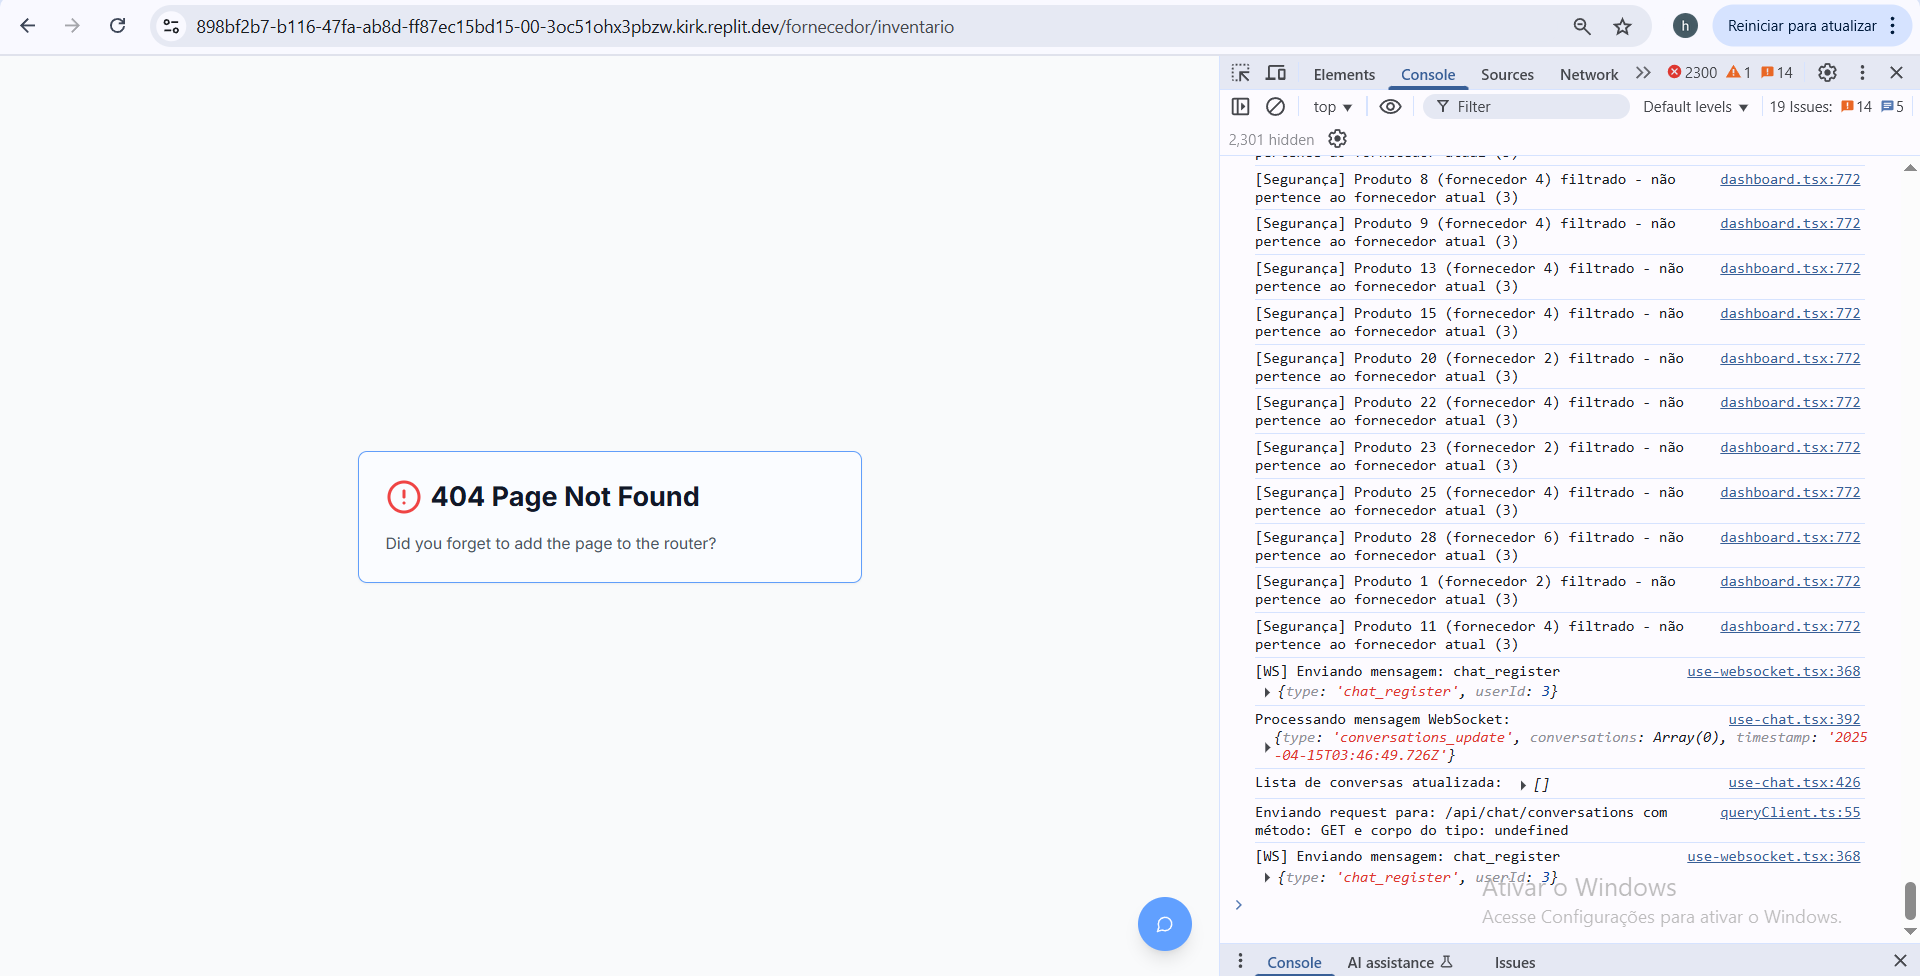 898bf2b7-b116-47fa-ab8d-ff87ec15bd15-00-3oc51ohx3pbzw.kirk.replit.dev/fornecedor/inventario
h
Reiniciar para atualizar
404 Page Not Found
Did you forget to add the page to the router?
Elements
Console
Sources
Network
2300
1
14
top
Filter
Default levels
19 Issues:
14
5
2,301 hidden
[Segurança] Produto 8 (fornecedor 4) filtrado - não dashboard.tsx:772
pertence ao fornecedor atual (3)
[Segurança] Produto 9 (fornecedor 4) filtrado - não dashboard.tsx:772
pertence ao fornecedor atual (3)
[Segurança] Produto 13 (fornecedor 4) filtrado - não dashboard.tsx:772
pertence ao fornecedor atual (3)
[Segurança] Produto 15 (fornecedor 4) filtrado - não dashboard.tsx:772
pertence ao fornecedor atual (3)
[Segurança] Produto 20 (fornecedor 2) filtrado - não dashboard.tsx:772
pertence ao fornecedor atual (3)
[Segurança] Produto 22 (fornecedor 4) filtrado - não dashboard.tsx:772
pertence ao fornecedor atual (3)
[Segurança] Produto 23 (fornecedor 2) filtrado - não dashboard.tsx:772
pertence ao fornecedor atual (3)
[Segurança] Produto 25 (fornecedor 4) filtrado - não dashboard.tsx:772
pertence ao fornecedor atual (3)
[Segurança] Produto 28 (fornecedor 6) filtrado - não dashboard.tsx:772
pertence ao fornecedor atual (3)
[Segurança] Produto 1 (fornecedor 2) filtrado - não dashboard.tsx:772
pertence ao fornecedor atual (3)
[Segurança] Produto 11 (fornecedor 4) filtrado - não dashboard.tsx:772
pertence ao fornecedor atual (3)
[WS] Enviando mensagem: chat_register use-websocket.tsx:368
{type: 'chat_register', userId: 3}
Processando mensagem WebSocket: use-chat.tsx:392
{type: 'conversations_update', conversations: Array(0), timestamp: '2025
-04-15T03:46:49.726Z'}
Lista de conversas atualizada: [] use-chat.tsx:426
Enviando request para: /api/chat/conversations com queryClient.ts:55
método: GET e corpo do tipo: undefined
[WS] Enviando mensagem: chat_register use-websocket.tsx:368
{type: 'chat_register', userId: 3}
Ativar o Windows
Acesse Configurações para ativar o Windows.
Console
AI assistance
Issues